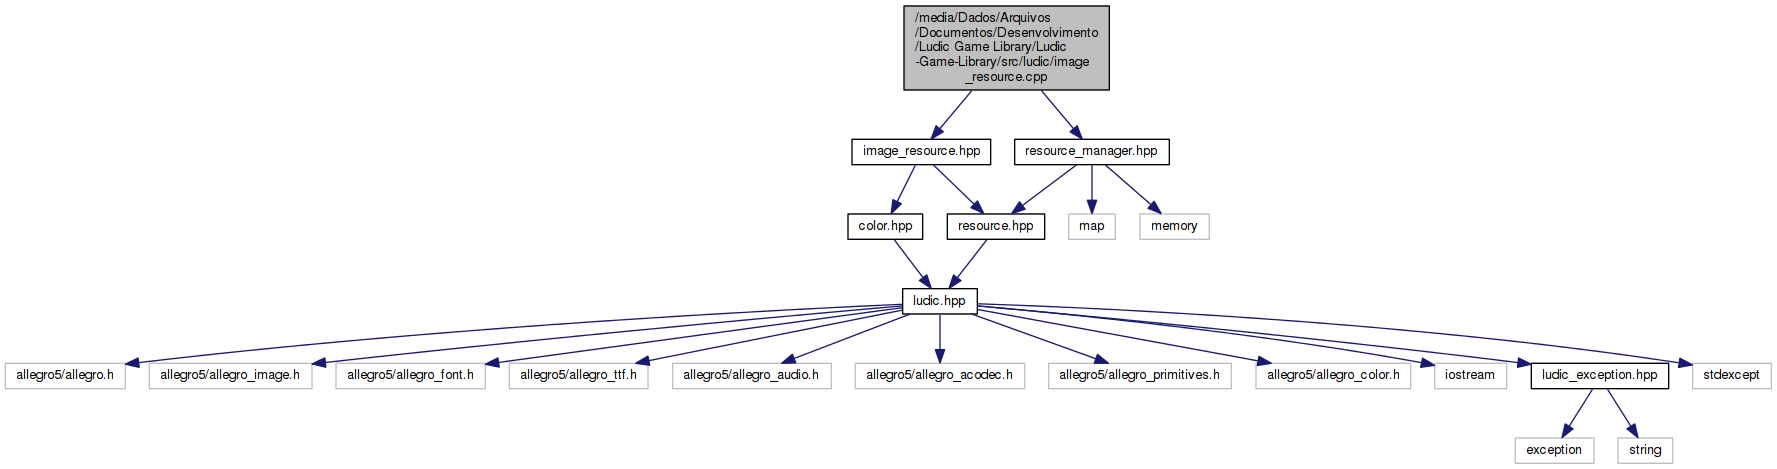 /media/Dados/Arquivos
/Documentos/Desenvolvimento
/Ludic Game Library/Ludic
-Game-Library/src/ludic/image
_resource.cpp
image_resource.hpp
resource_manager.hpp
color.hpp
resource.hpp
map
memory
ludic.hpp
allegro5/allegro.h
allegro5/allegro_image.h
allegro5/allegro_font.h
allegro5/allegro_ttf.h
allegro5/allegro_audio.h
allegro5/allegro_acodec.h
allegro5/allegro_primitives.h
allegro5/allegro_color.h
iostream
ludic_exception.hpp
stdexcept
exception
string